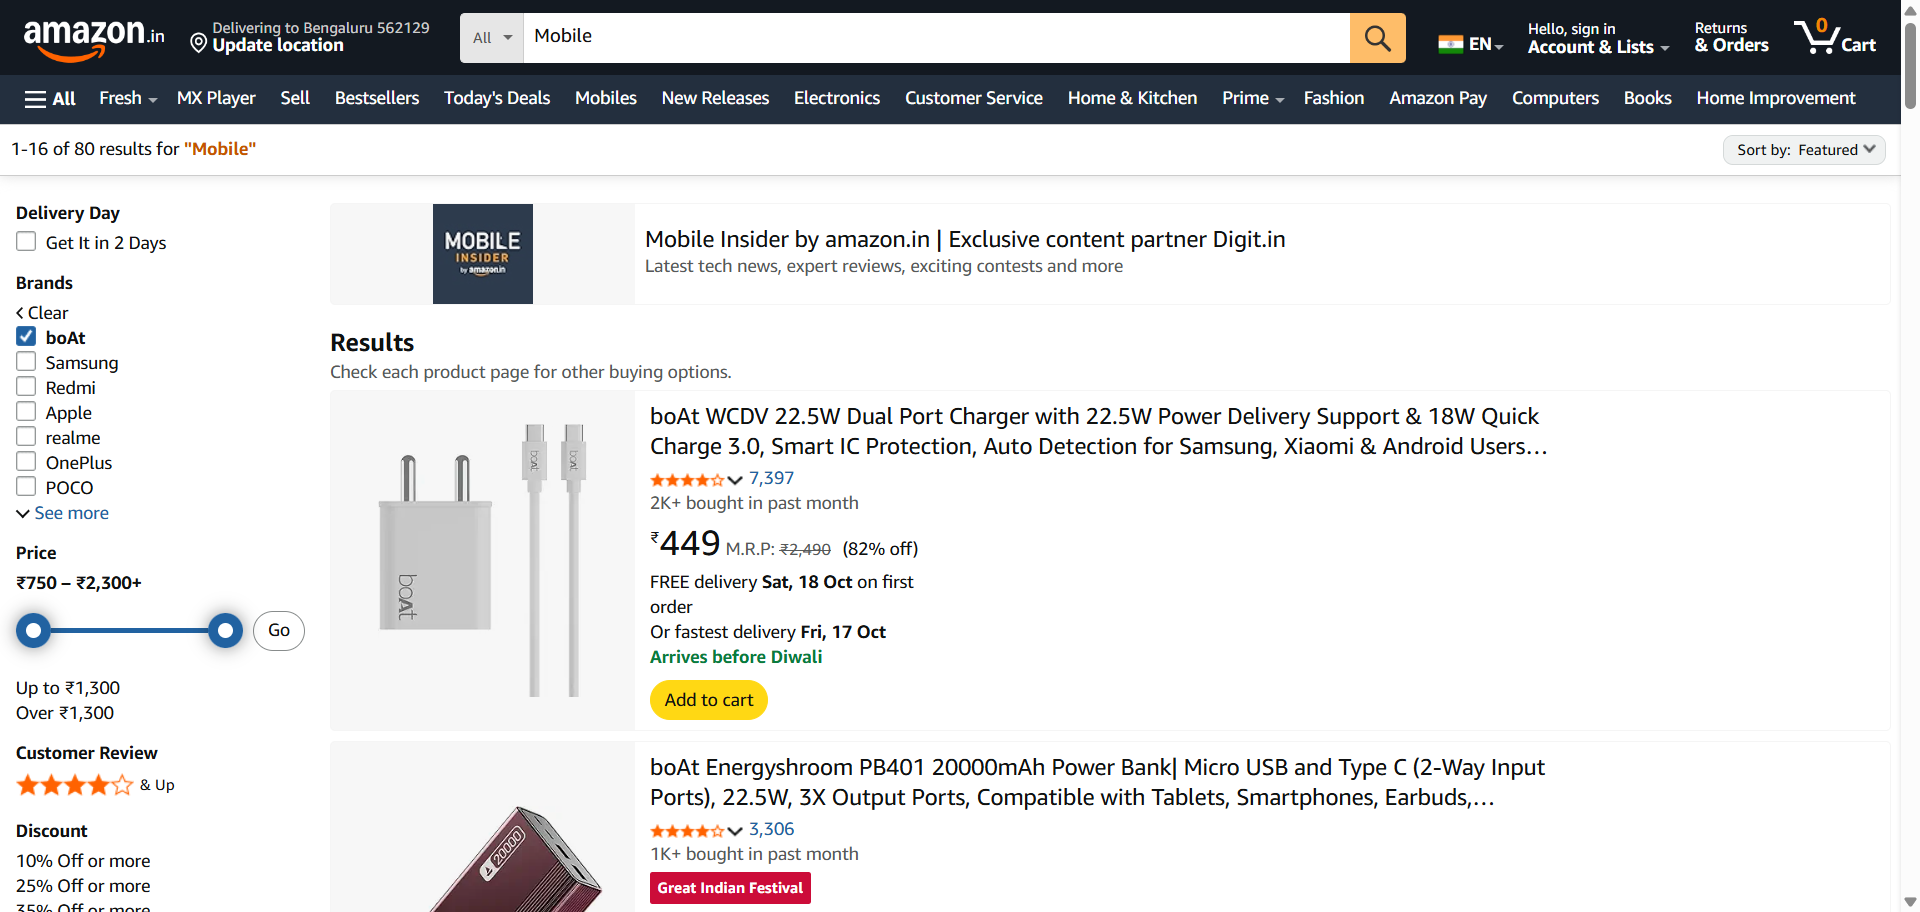 amazon.in
Delivering to Bengaluru 562129
Update location
All
Mobile
EN
Hello, sign in
Account & Lists
Returns
& Orders
0
Cart
All
Fresh
MX Player
Sell
Bestsellers
Today's Deals
Mobiles
New Releases
Electronics
Customer Service
Home & Kitchen
Prime
Fashion
Amazon Pay
Computers
Books
Home Improvement
1-16 of 80 results for "Mobile"
Sort by: Featured
Delivery Day
Get It in 2 Days
Brands
Clear
boAt
Samsung
Redmi
Apple
realme
OnePlus
POCO
See more
Price
₹750 – ₹2,300+
Go
Up to ₹1,300
Over ₹1,300
Customer Review
& Up
Discount
10% Off or more
25% Off or more
35% Off or more
MOBILE
INSIDER
by amazon.in
Mobile Insider by amazon.in | Exclusive content partner Digit.in
Latest tech news, expert reviews, exciting contests and more
Results
Check each product page for other buying options.
boAt
boAt
boAt
boAt WCDV 22.5W Dual Port Charger with 22.5W Power Delivery Support & 18W Quick
Charge 3.0, Smart IC Protection, Auto Detection for Samsung, Xiaomi & Android Users…
7,397
2K+ bought in past month
₹449 M.R.P: ₹2,490 (82% off)
FREE delivery Sat, 18 Oct on first
order
Or fastest delivery Fri, 17 Oct
Arrives before Diwali
Add to cart
20000
boAt Energyshroom PB401 20000mAh Power Bank| Micro USB and Type C (2-Way Input
Ports), 22.5W, 3X Output Ports, Compatible with Tablets, Smartphones, Earbuds,…
3,306
1K+ bought in past month
Great Indian Festival